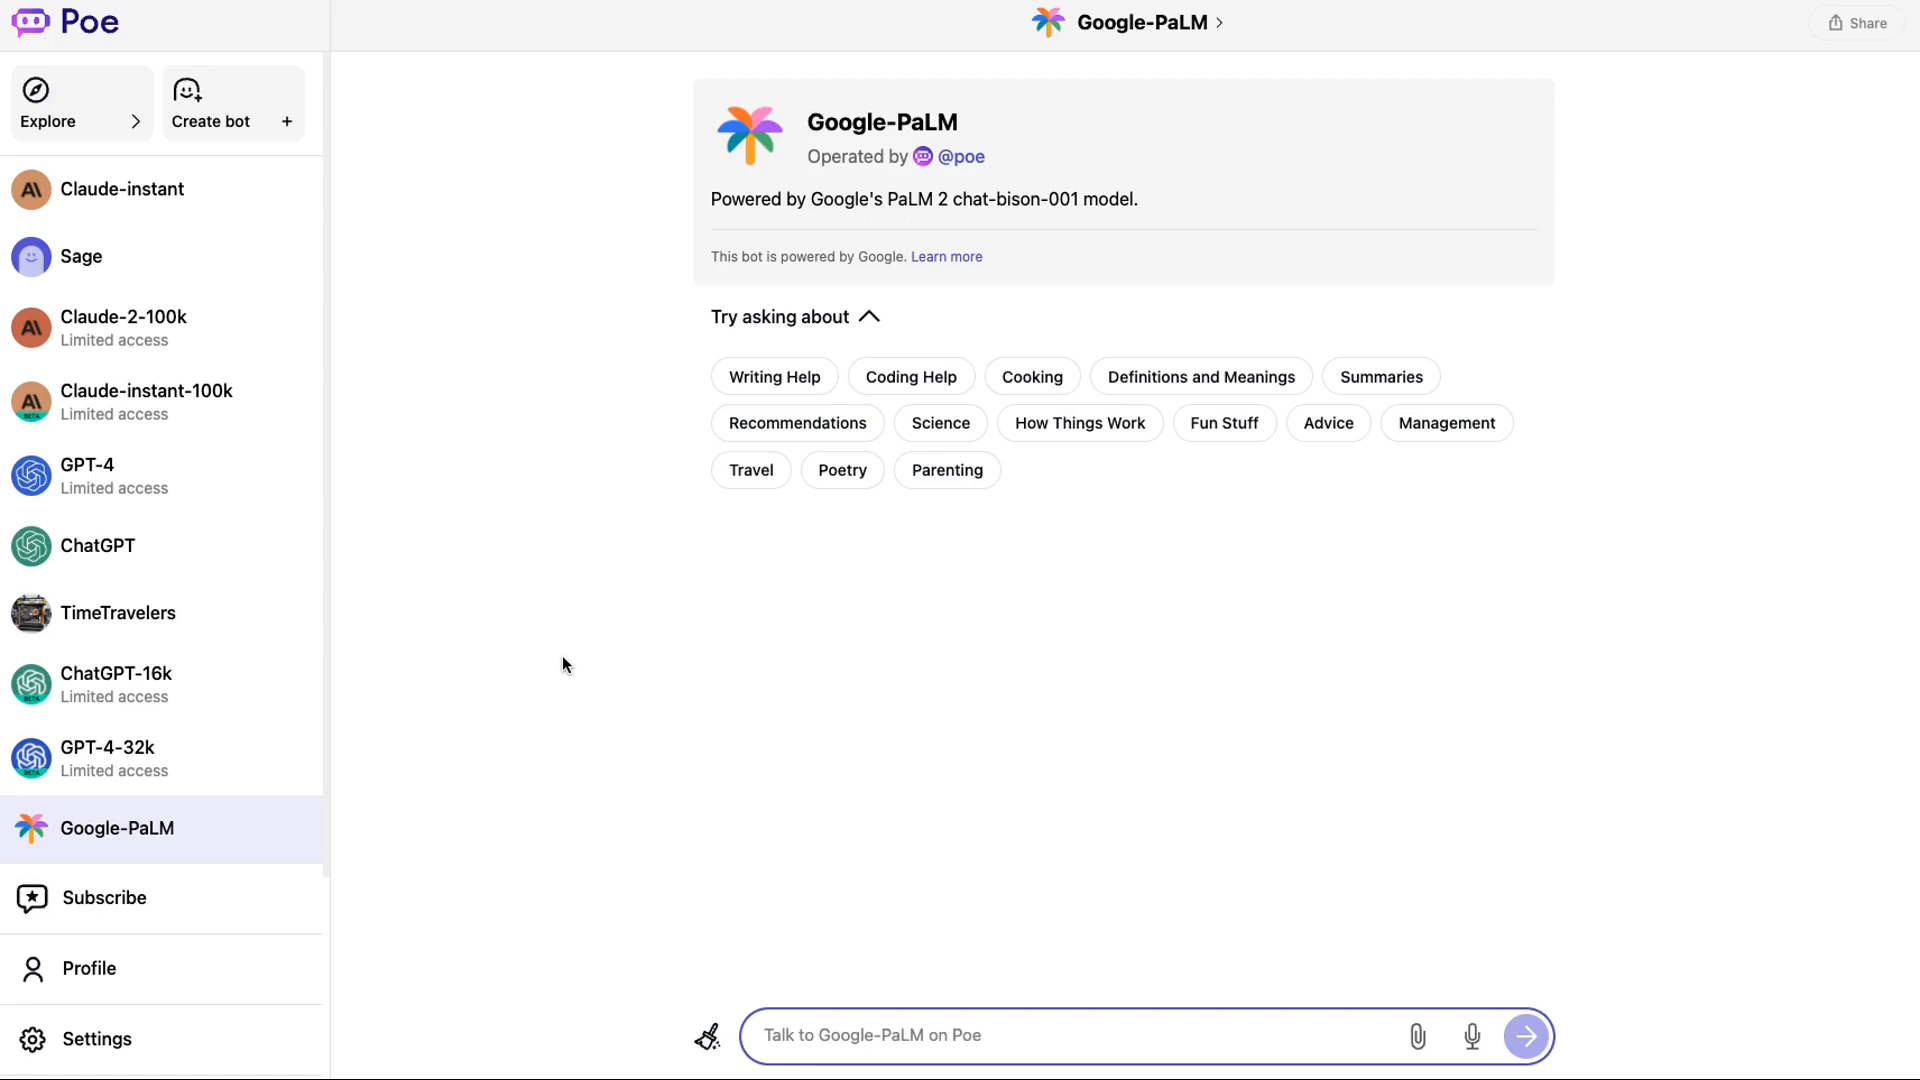 Poe
Google-PaLM
Share
Explore
Create bot
Claude-instant
Sage
Claude-2-100k
Limited access
Claude-instant-100k
Limited access
GPT-4
Limited access
ChatGPT
TimeTravelers
ChatGPT-16k
Limited access
GPT-4-32k
Limited access
Google-PaLM
Subscribe
Profile
Settings
Google-PaLM
Operated by @poe
Powered by Google's PaLM 2 chat-bison-001 model.
This bot is powered by Google. Learn more
Try asking about
Writing Help Coding Help Cooking Definitions and Meanings Summaries
Recommendations Science How Things Work Fun Stuff Advice Management
Travel Poetry Parenting
Talk to Google-PaLM on Poe